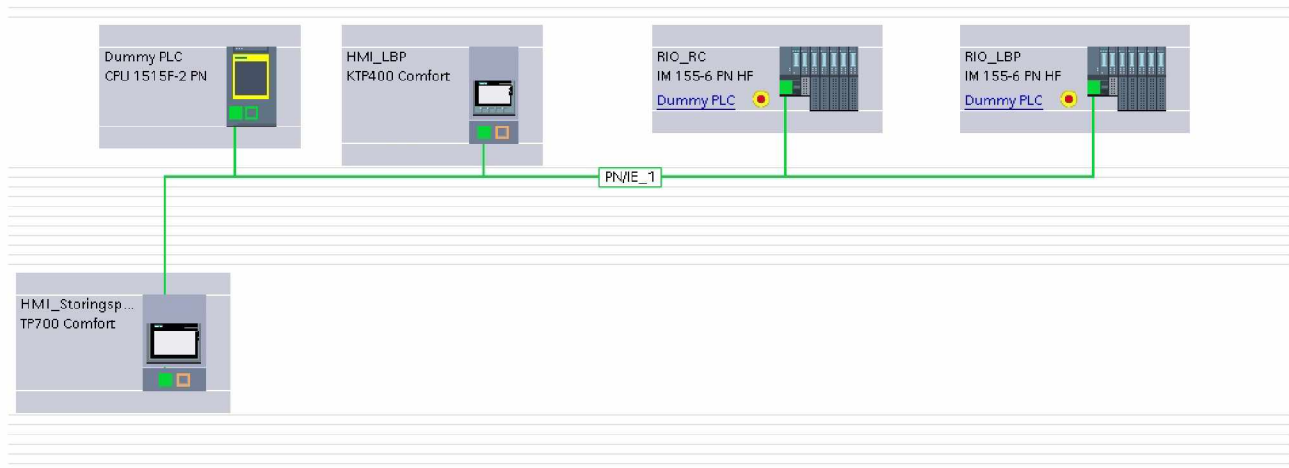 Dummy PLC
CPU 1515F-2 PN
HMI_LBP
KTP400 Comfort
RIO_RC
IM 155-6 PN HF
Dummy PLC
RIO_LBP
IM 155-6 PN HF
Dummy PLC
PN/IE_1
HMI_Storingsp...
TP700 Comfort